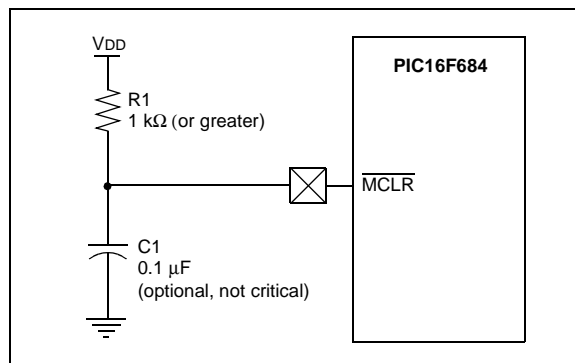 VDD
PIC16F684
R1
1 kΩ (or greater)
MCLR
C1
0.1 μF
(optional, not critical)